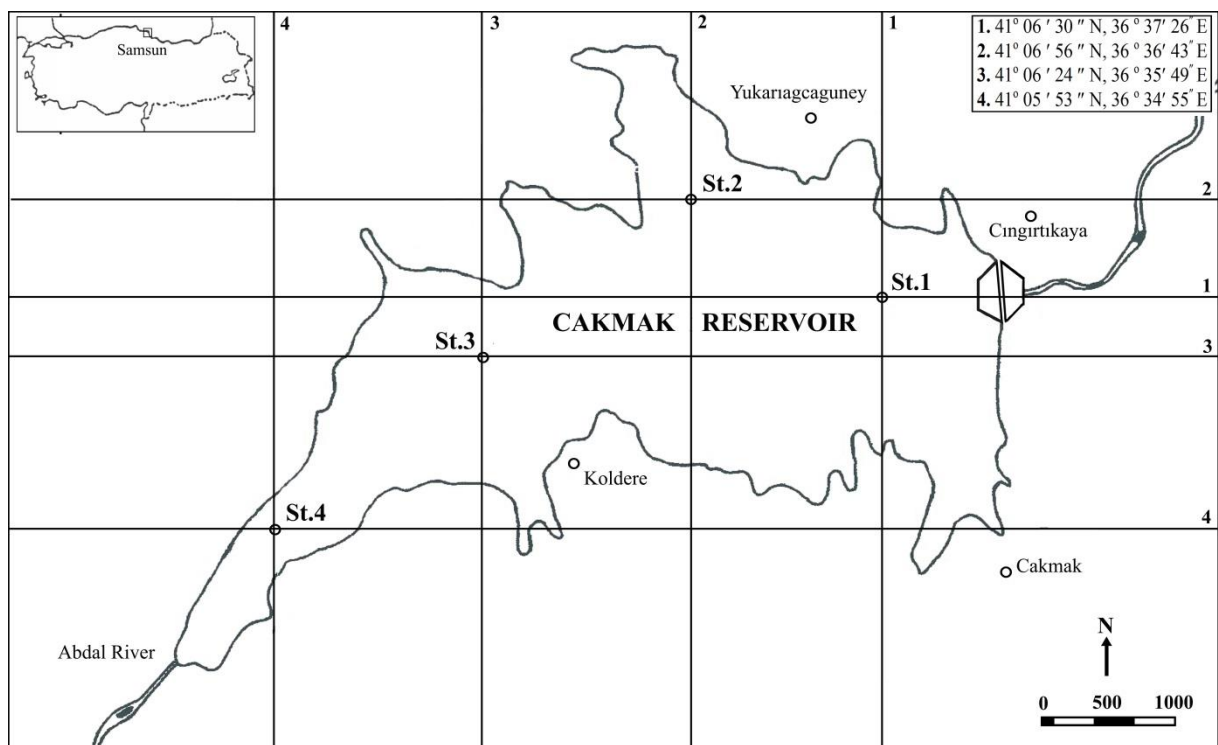 4
3
2
1
Samsun
1. 41° 06 ′ 30 ″ N, 36 ° 37′ 26″ E
2. 41° 06 ′ 56 ″ N, 36 ° 36′ 43″ E
3. 41° 06 ′ 24 ″ N, 36 ° 35′ 49″ E
4. 41° 05 ′ 53 ″ N, 36 ° 34′ 55″ E
Yukarıagcaguney
St.2
2
Cıngırtıkaya
St.1
1
CAKMAK RESERVOIR
St.3
3
Koldere
St.4
4
Cakmak
Abdal River
N
0 500 1000